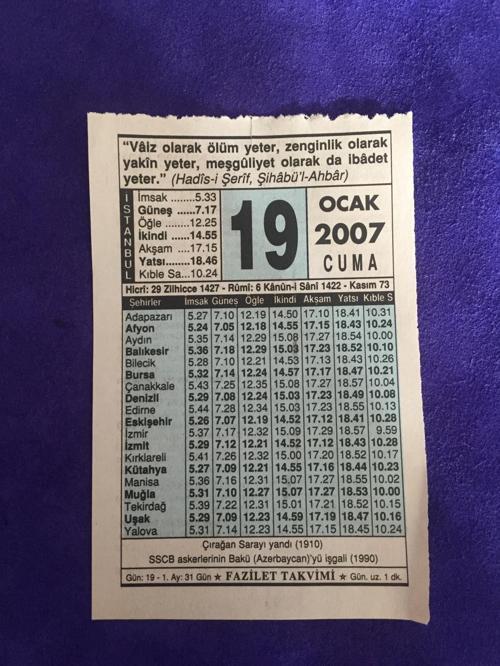 “Vâiz olarak ölüm yeter, zenginlik olarak
yakîn yeter, meşgûliyet olarak da ibâdet
yeter.” (Hadîs-i Şerîf, Şihâbü'l-Ahbâr)
ISTANBUL
İmsak ........5.33
Güneş ......7.17
Öğle ........12.25
İkindi ......14.55
Akşam ....17.15
Yatsı........18.46
Kıble Sa...10.24
19
OCAK
2007
CUMA
Hicrî: 29 Zilhicce 1427 - Rûmî: 6 Kânûn-i Sânî 1422 - Kasım 73
Şehirler İmsak Güneş Öğle İkindi Akşam Yatsı Kıble S
Adapazarı 5.27 7.10 12.19 14.50 17.10 18.41 10.31
Afyon 5.24 7.05 12.18 14.55 17.15 18.43 10.24
Aydın 5.35 7.14 12.29 15.08 17.27 18.54 10.00
Balıkesir 5.36 7.18 12.29 15.03 17.23 18.52 10.10
Bilecik 5.28 7.10 12.21 14.53 17.13 18.43 10.26
Bursa 5.32 7.14 12.24 14.57 17.17 18.47 10.21
Çanakkale 5.43 7.25 12.35 15.08 17.27 18.57 10.04
Denizli 5.29 7.08 12.24 15.03 17.23 18.49 10.08
Edirne 5.44 7.28 12.34 15.03 17.23 18.55 10.13
Eskişehir 5.26 7.07 12.19 14.52 17.12 18.41 10.28
İzmir 5.37 7.17 12.32 15.09 17.29 18.57 9.59
İzmit 5.29 7.12 12.21 14.52 17.12 18.43 10.28
Kırklareli 5.41 7.26 12.32 15.00 17.20 18.52 10.17
Kütahya 5.27 7.09 12.21 14.55 17.16 18.44 10.23
Manisa 5.36 7.16 12.31 15.07 17.27 18.55 10.02
Muğla 5.31 7.10 12.27 15.07 17.27 18.53 10.00
Tekirdağ 5.39 7.22 12.31 15.01 17.21 18.52 10.15
Uşak 5.29 7.09 12.23 14.59 17.19 18.47 10.16
Yalova 5.31 7.14 12.23 14.55 17.15 18.45 10.24
Çırağan Sarayı yandı (1910)
SSCB askerlerinin Bakü (Azerbaycan)'yü işgali (1990)
Gün: 19 - 1. Ay: 31 Gün ★ FAZİLET TAKVİMİ ★ Gün. uz. 1 dk.